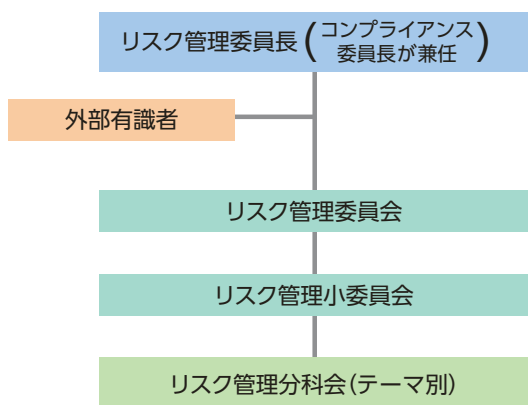 リスク管理委員長(コンプライアンス
委員長が兼任)
外部有識者
リスク管理委員会
リスク管理小委員会
リスク管理分科会(テーマ別)